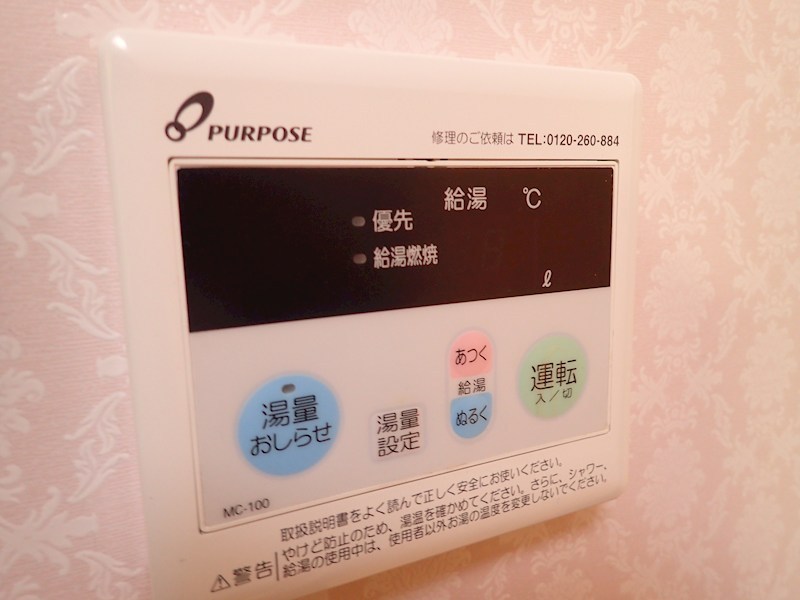 PURPOSE
修理のご依頼は TEL:0120-260-884
給湯 ℃
優先
給湯燃焼
ℓ
湯量
おしらせ
湯量
設定
あつく
給湯
ぬるく
運転
入/切
MC-100
取扱説明書をよく読んで正しく安全にお使いください。
⚠警告 やけど防止のため、湯温を確かめてください。さらに、シャワー、
給湯の使用中は、使用者以外お湯の温度を変更しないでください。